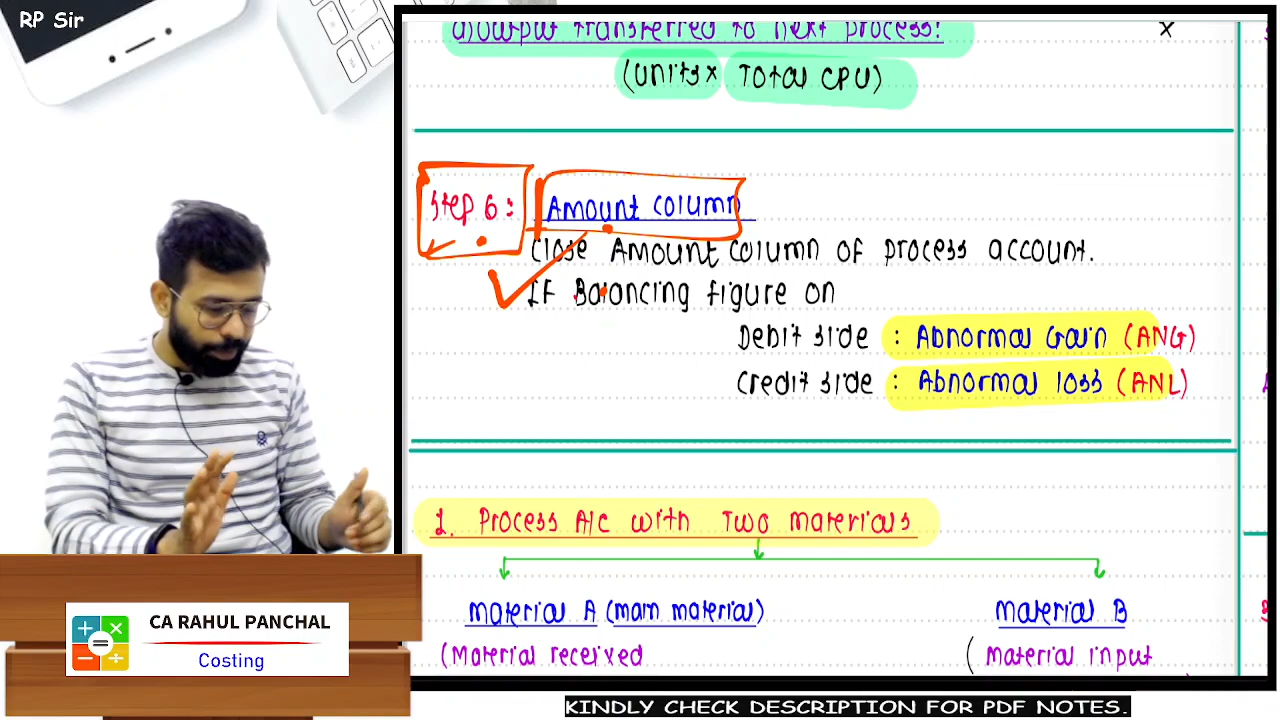 RP Sir
output transferred to next process:
(units × Total CPU)
×
Step 6: Amount column
Close Amount column of process account.
If Balancing figure on
Debit side : Abnormal Gain (ANG)
Credit side : Abnormal loss (ANL)
1. Process A/c with Two materials
Material A (main material)
Material B
(Material received
(Material input
CA RAHUL PANCHAL
Costing
KINDLY CHECK DESCRIPTION FOR PDF NOTES.